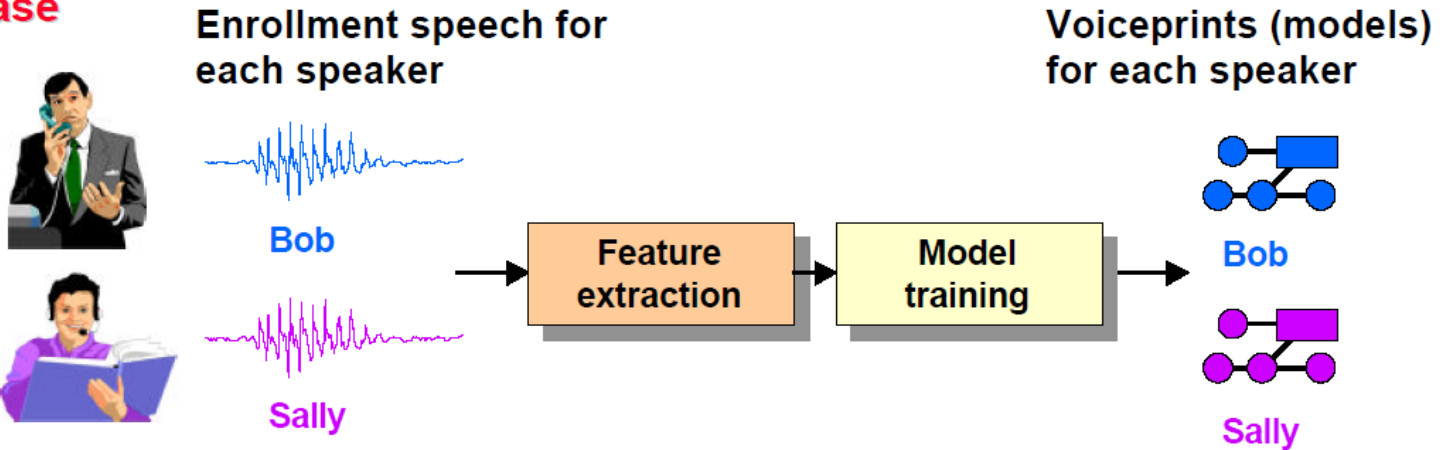 ase
Enrollment speech for
each speaker
Voiceprints (models)
for each speaker
Bob
Feature
extraction
Model
training
Bob
Sally
Sally